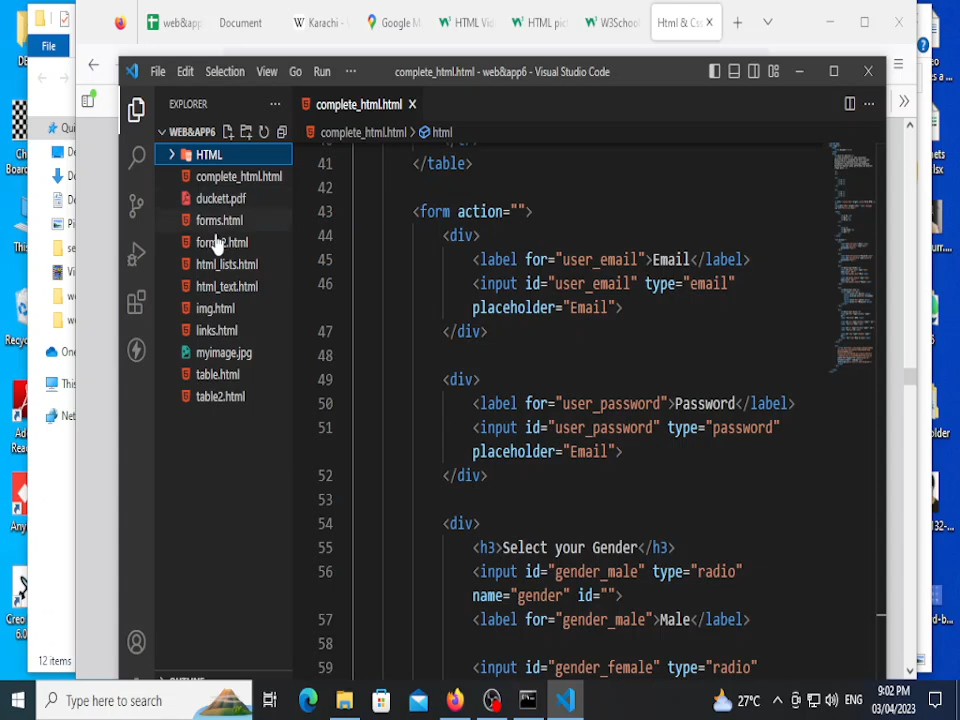 File
web&app
Document
Karachi -
Google M
HTML Vid
HTML pic
W3Schoo
Html & Css
File Edit Selection View Go Run ···
complete_html.html - web&app6 - Visual Studio Code
EXPLORER
complete_html.html
WEB&APP6
complete_html.html > html
HTML
complete_html.html
duckett.pdf
forms.html
html_lists.html
html_text.html
img.html
links.html
myimage.jpg
table.html
table2.html
41 </table>
42
43 <form action="">
44 <div>
45 <label for="user_email">Email</label>
46 <input id="user_email" type="email"
placeholder="Email">
47 </div>
48
49 <div>
50 <label for="user_password">Password</label>
51 <input id="user_password" type="password"
placeholder="Email">
52 </div>
53
54 <div>
55 <h3>Select your Gender</h3>
56 <input id="gender_male" type="radio"
name="gender" id="">
57 <label for="gender_male">Male</label>
58
59 <input id="gender_female" type="radio"
12 items
Type here to search
27°C
ENG
9:02 PM
03/04/2023